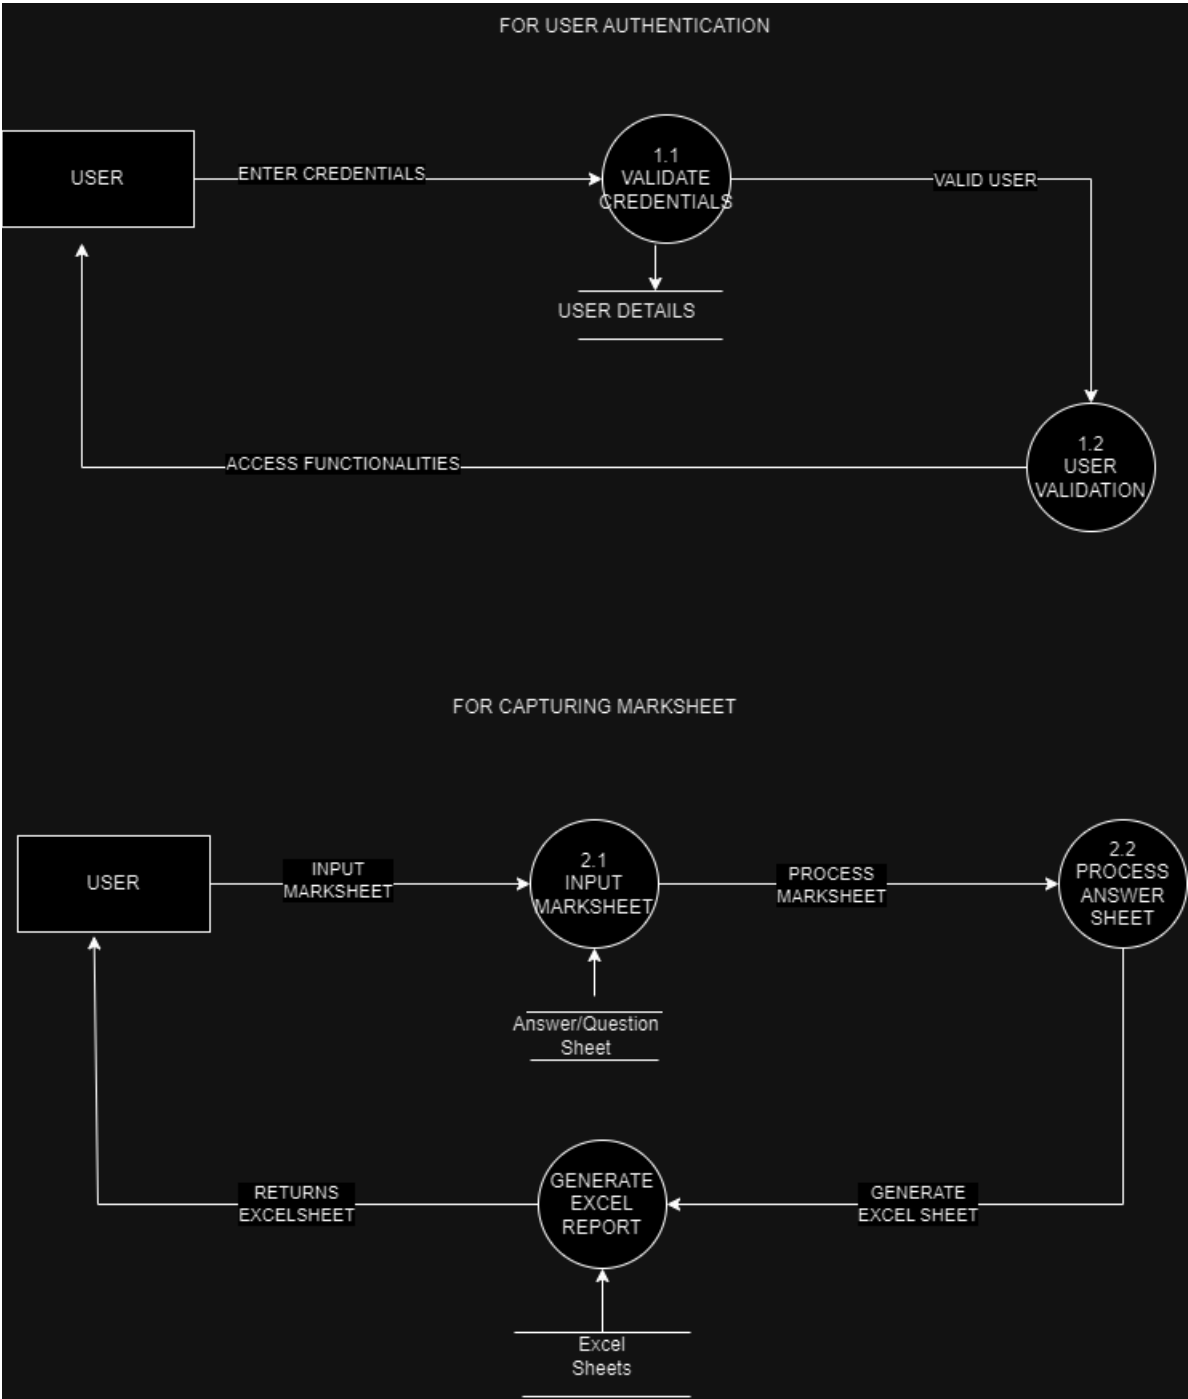 FOR USER AUTHENTICATION
USER
ENTER CREDENTIALS
1.1
VALIDATE
CREDENTIALS
VALID USER
USER DETAILS
ACCESS FUNCTIONALITIES
1.2
USER
VALIDATION
FOR CAPTURING MARKSHEET
USER
INPUT
MARKSHEET
2.1
INPUT
MARKSHEET
PROCESS
MARKSHEET
2.2
PROCESS
ANSWER
SHEET
Answer/Question
Sheet
RETURNS
EXCELSHEET
GENERATE
EXCEL
REPORT
GENERATE
EXCEL SHEET
Excel
Sheets